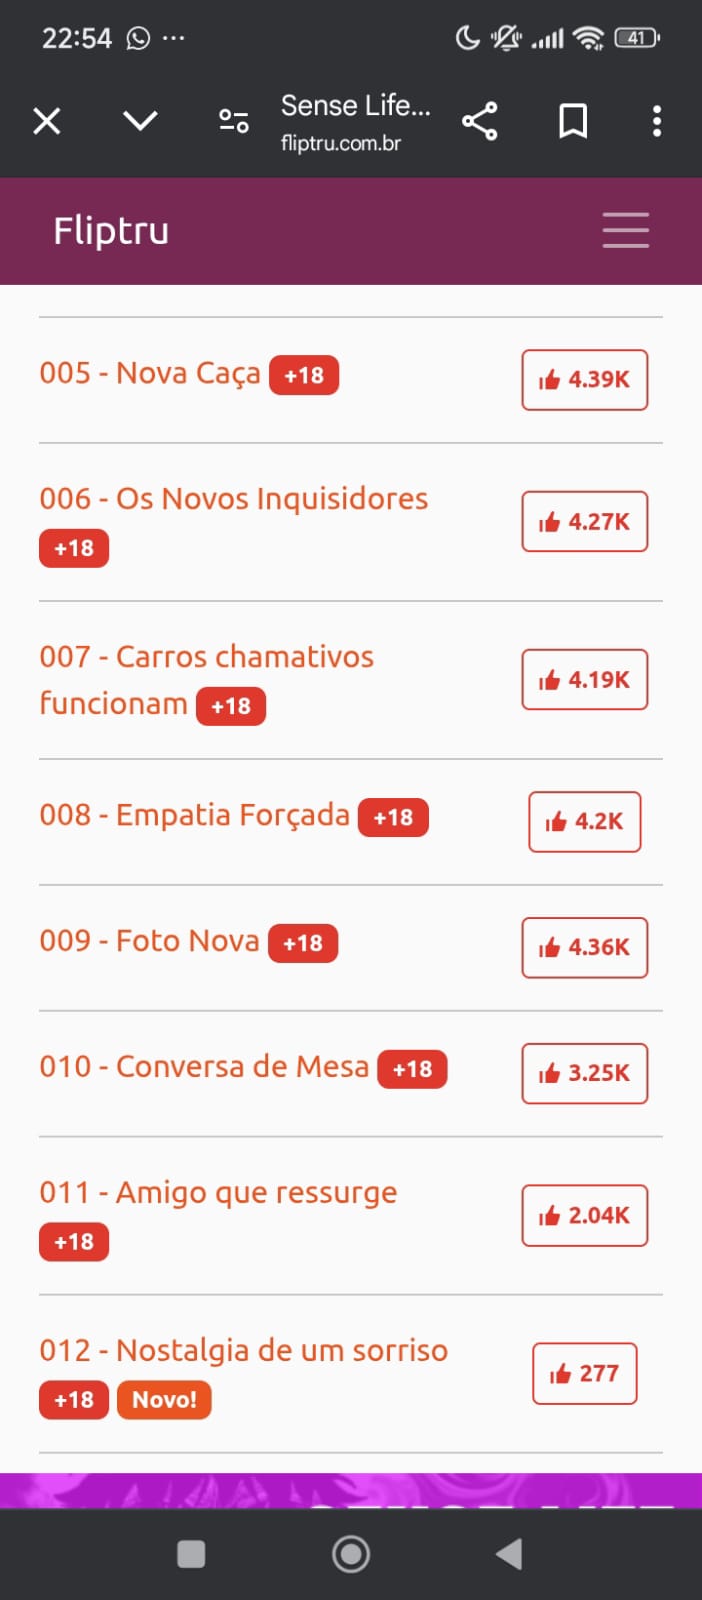 22:54
41
Sense Life...
fliptru.com.br
Fliptru
005 - Nova Caça +18
4.39K
006 - Os Novos Inquisidores
+18
4.27K
007 - Carros chamativos
funcionam +18
4.19K
008 - Empatia Forçada +18
4.2K
009 - Foto Nova +18
4.36K
010 - Conversa de Mesa +18
3.25K
011 - Amigo que ressurge
+18
2.04K
012 - Nostalgia de um sorriso
+18 Novo!
277